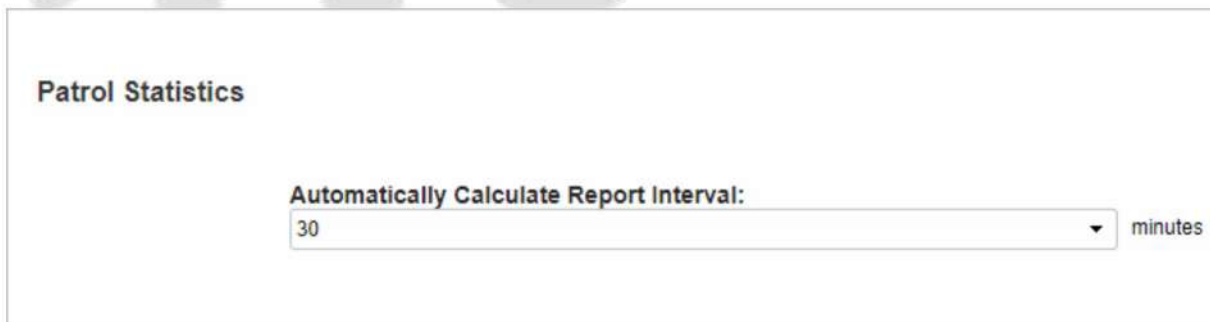 Patrol Statistics
Automatically Calculate Report Interval:
30 minutes